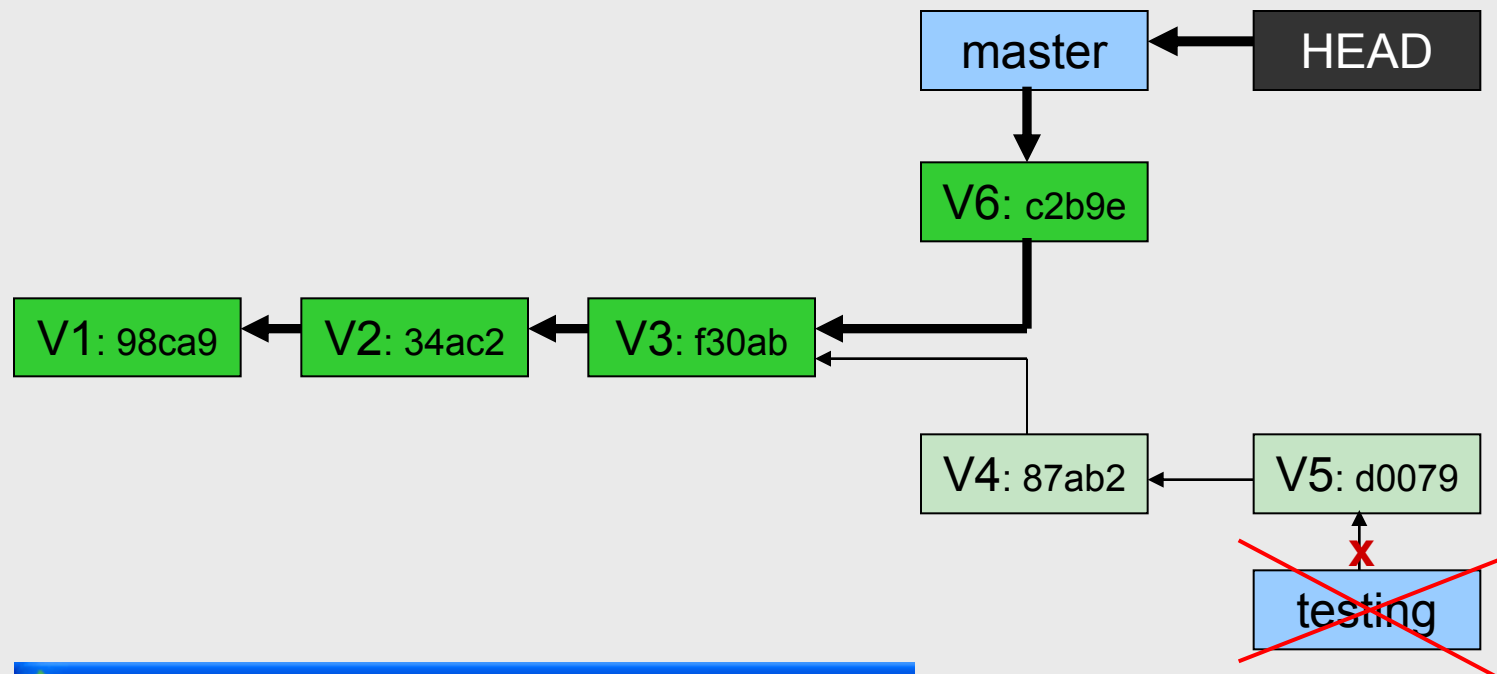 master
HEAD
V6: c2b9e
V1: 98ca9
V2: 34ac2
V3: f30ab
V4: 87ab2
V5: d0079
x
testing